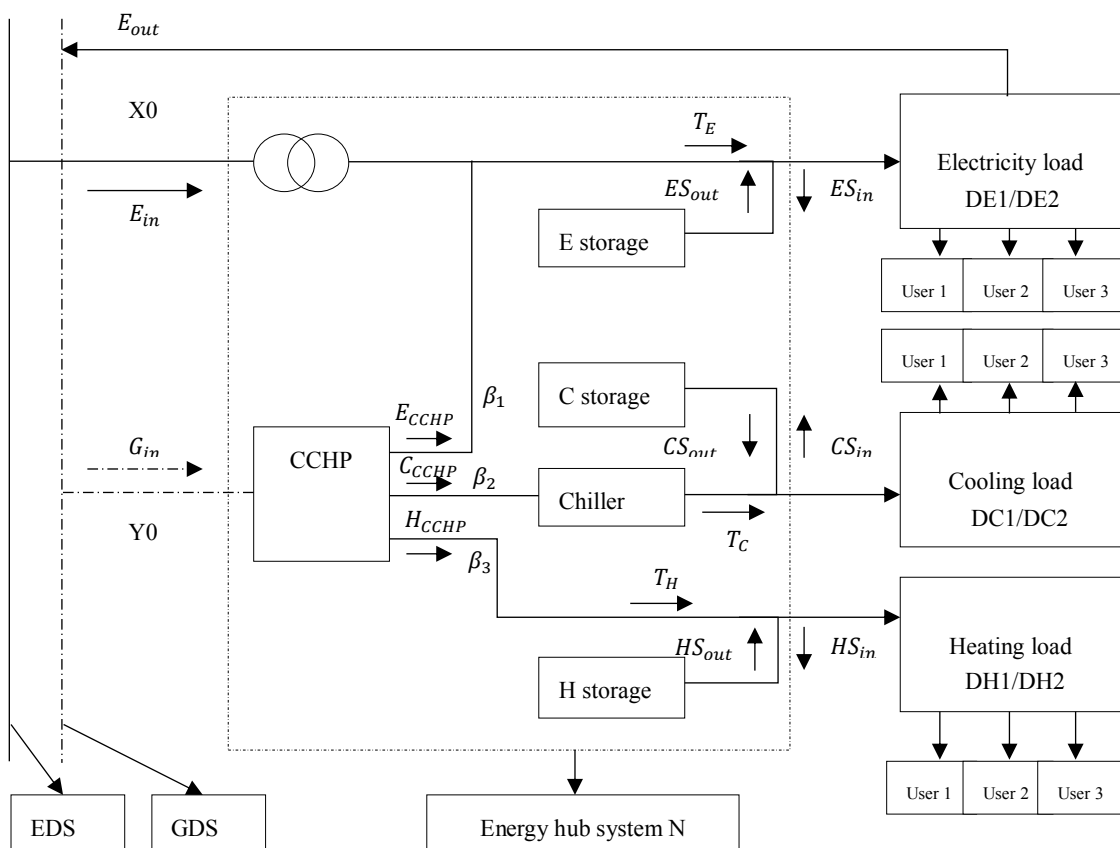 E_out
X0
T_E
Electricity load
DE1/DE2
E_in
ES_out
ES_in
E storage
User 1
User 2
User 3
User 1
User 2
User 3
C storage
β_1
E_CCHP
G_in
CCHP
CS_out
CS_in
C_CCHP
β_2
Chiller
Cooling load
DC1/DC2
Y0
H_CCHP
T_C
β_3
T_H
HS_out
HS_in
Heating load
DH1/DH2
H storage
User 1
User 2
User 3
EDS
GDS
Energy hub system N